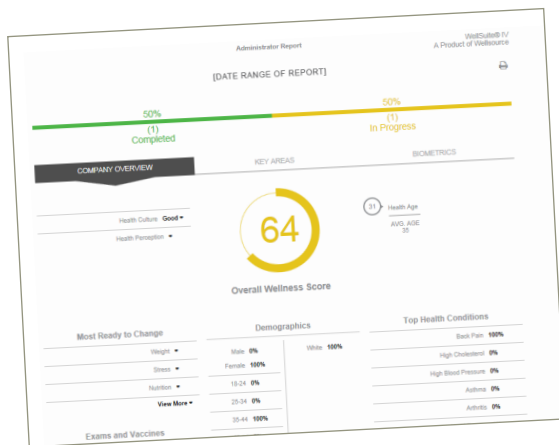 Administrator Report
WellSuite® IV
A Product of Wellsource
[DATE RANGE OF REPORT]
50%
(1)
Completed
50%
(1)
In Progress
COMPANY OVERVIEW
KEY AREAS
BIOMETRICS
Health Culture Good
Health Perception
64
Overall Wellness Score
31 Health Age
AVG. AGE
35
Most Ready to Change
Weight
Stress
Nutrition
View More
Exams and Vaccines
Demographics
Male 0%
Female 100%
18-24 0%
25-34 0%
35-44 100%
White 100%
Top Health Conditions
Back Pain 100%
High Cholesterol 0%
High Blood Pressure 0%
Asthma 0%
Arthritis 0%